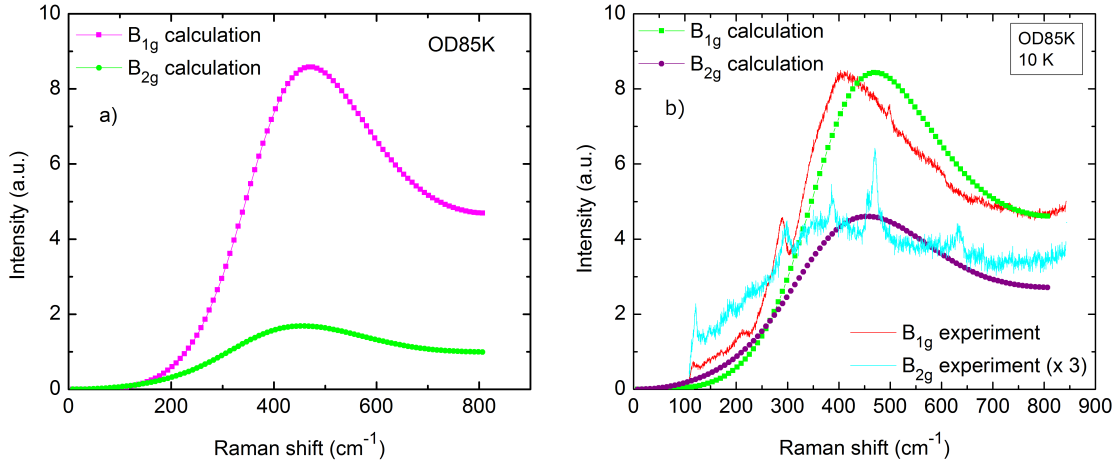 10
8
6
4
2
0
Intensity (a.u.)
B1g calculation
B2g calculation
OD85K
a)
0 200 400 600 800
Raman shift (cm-1)
10
8
6
4
2
0
Intensity (a.u.)
B1g calculation
B2g calculation
OD85K
10 K
b)
B1g experiment
B2g experiment (x 3)
0 100 200 300 400 500 600 700 800 900
Raman shift (cm-1)